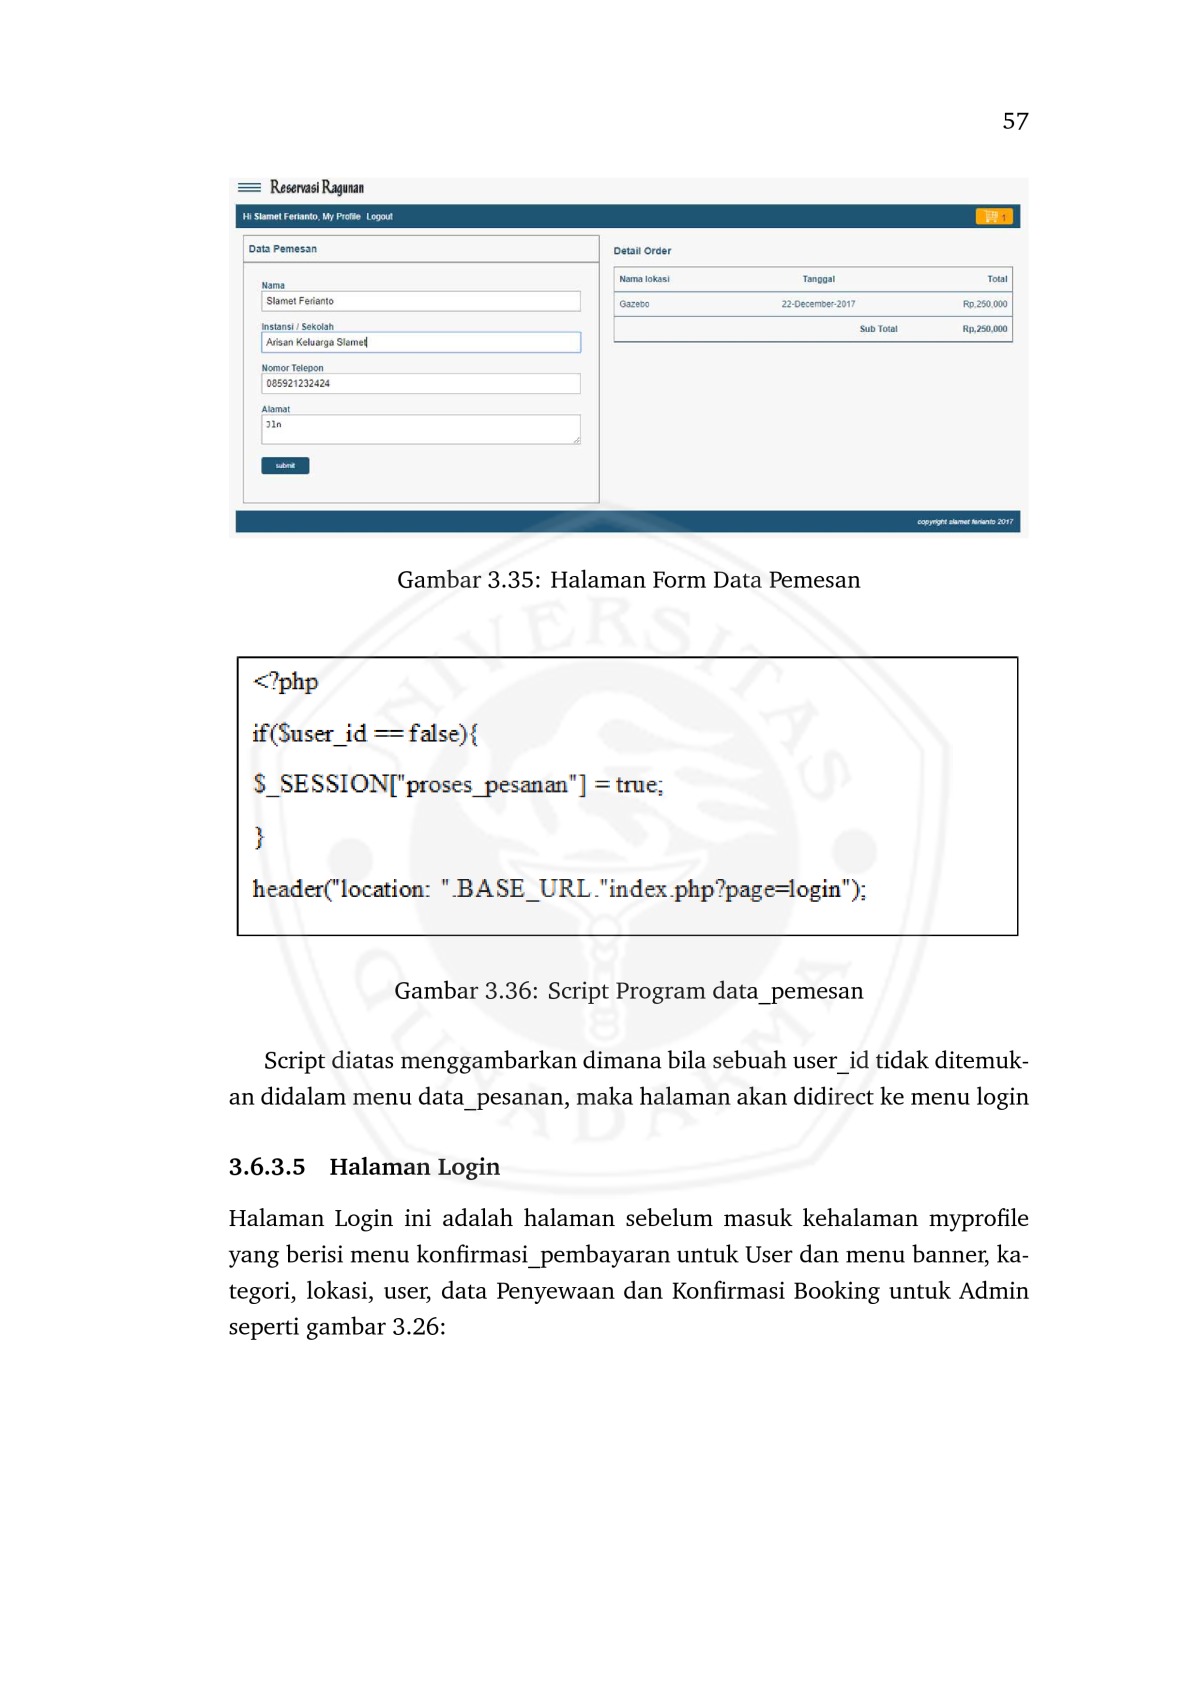 57
Reservasi Ragunan
Hi Slamet Ferianto, My Profile Logout
1
Data Pemesan
Nama
Slamet Ferianto
Instansi / Sekolah
Arisan Keluarga Slamet
Nomor Telepon
085921232424
Alamat
Jln
submit
Detail Order
Nama lokasi Tanggal Total
Gazebo 22-December-2017 Rp,250,000
Sub Total Rp,250,000
copyright slamet ferianto 2017
Gambar 3.35: Halaman Form Data Pemesan
UNIVERSITAS
<?php
if($user_id == false){
$_SESSION["proses_pesanan"] = true;
}
header("location: ".BASE_URL."index.php?page=login");
GUNADARMA
Gambar 3.36: Script Program data_pemesan
Script diatas menggambarkan dimana bila sebuah user_id tidak ditemuk-
an didalam menu data_pesanan, maka halaman akan didirect ke menu login
3.6.3.5 Halaman Login
Halaman Login ini adalah halaman sebelum masuk kehalaman myprofile
yang berisi menu konfirmasi_pembayaran untuk User dan menu banner, ka-
tegori, lokasi, user, data Penyewaan dan Konfirmasi Booking untuk Admin
seperti gambar 3.26: